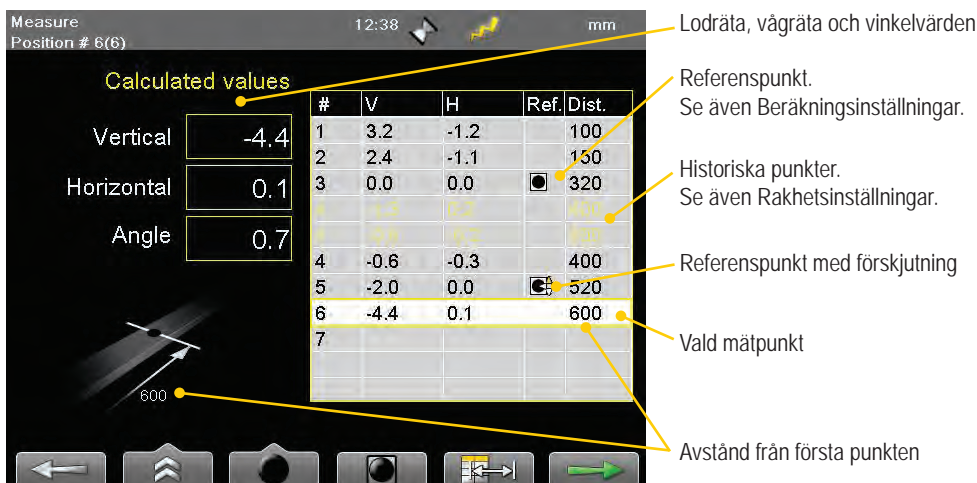 Measure
Position # 6(6)
12:38
mm
Calculated values
Vertical -4.4
Horizontal 0.1
Angle 0.7
600
# V H Ref. Dist.
1 3.2 -1.2 100
2 2.4 -1.1 150
3 0.0 0.0 320
4 -0.6 -0.3 400
5 -2.0 0.0 520
6 -4.4 0.1 600
7
Lodräta, vågräta och vinkelvärden
Referenspunkt.
Se även Beräkningsinställningar.
Historiska punkter.
Se även Rakhetsinställningar.
Referenspunkt med förskjutning
Vald mätpunkt
Avstånd från första punkten